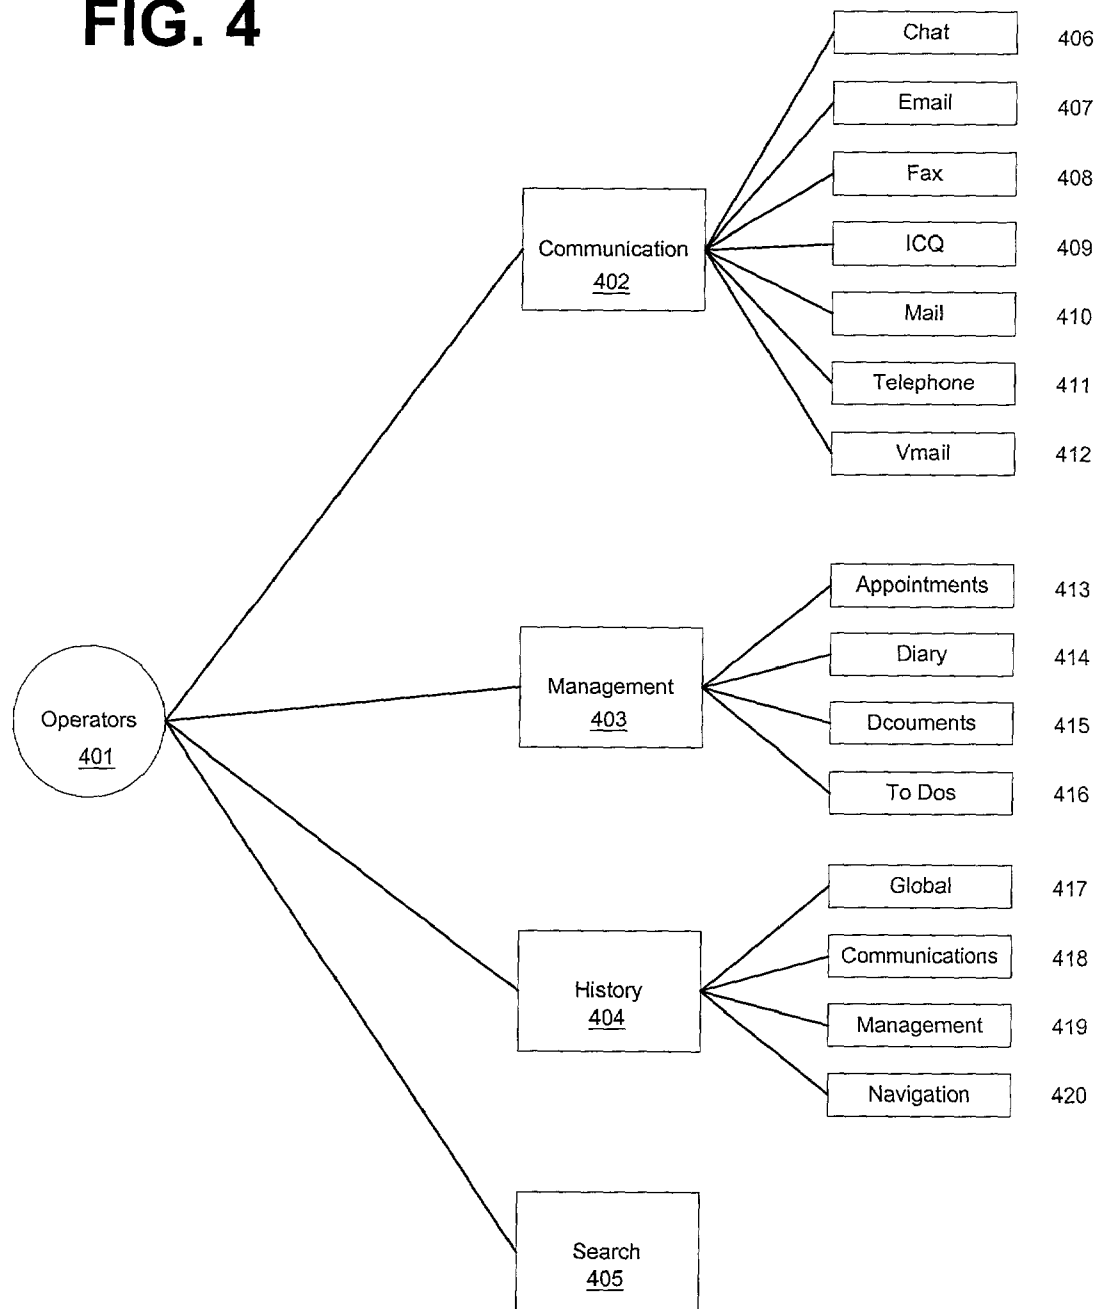 FIG. 4
Chat 406
Email 407
Fax 408
Communication
402
ICQ 409
Mail 410
Telephone 411
Vmail 412
Appointments 413
Diary 414
Management
403
Dcouments 415
To Dos 416
Operators
401
Global 417
Communications 418
History
404
Management 419
Navigation 420
Search
405